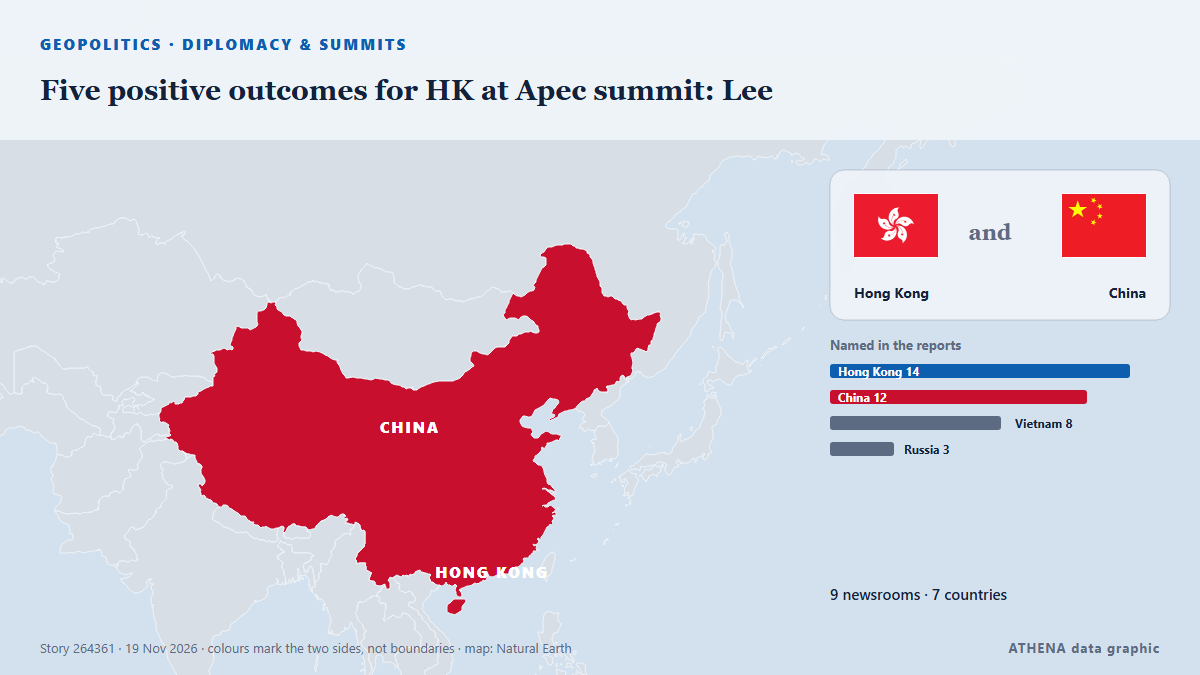 GEOPOLITICS · DIPLOMACY & SUMMITS
Five positive outcomes for HK at Apec summit: Lee
and
Hong Kong
China
Named in the reports
Hong Kong 14
China 12
Vietnam 8
Russia 3
CHINA
HONG KONG
9 newsrooms · 7 countries
Story 264361 · 19 Nov 2026 · colours mark the two sides, not boundaries · map: Natural Earth
ATHENA data graphic